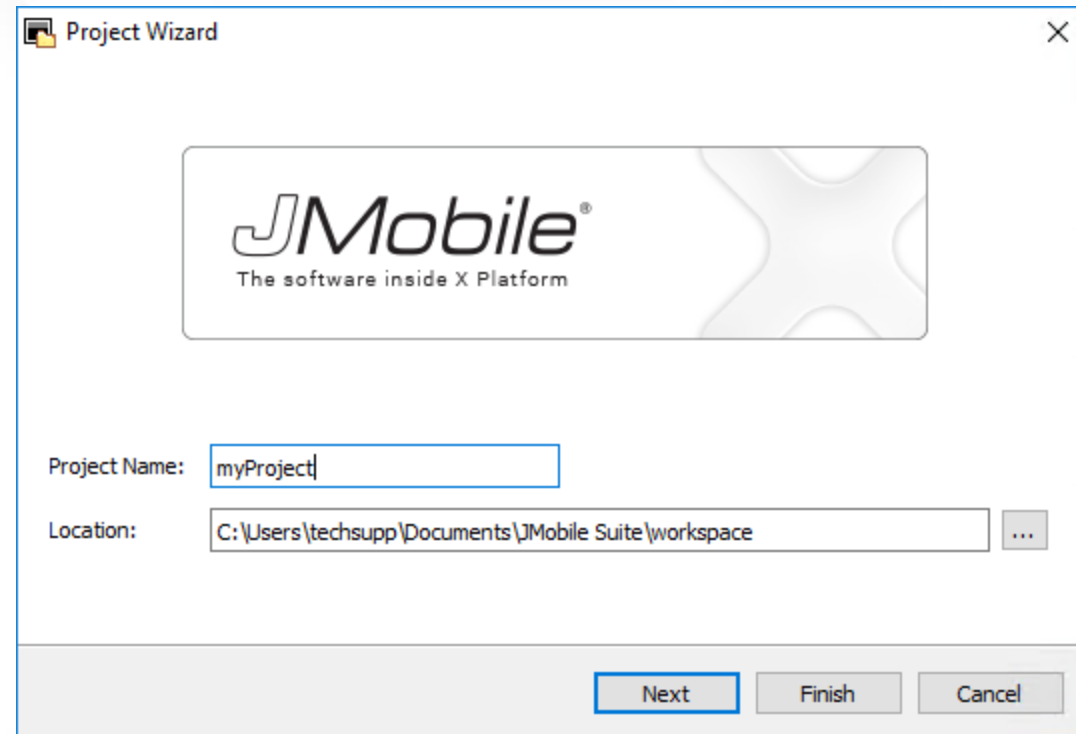 Project Wizard
JMobile®
The software inside X Platform
Project Name: myProject
Location: C:\Users\techsupp\Documents\JMobile Suite\workspace ...
Next Finish Cancel